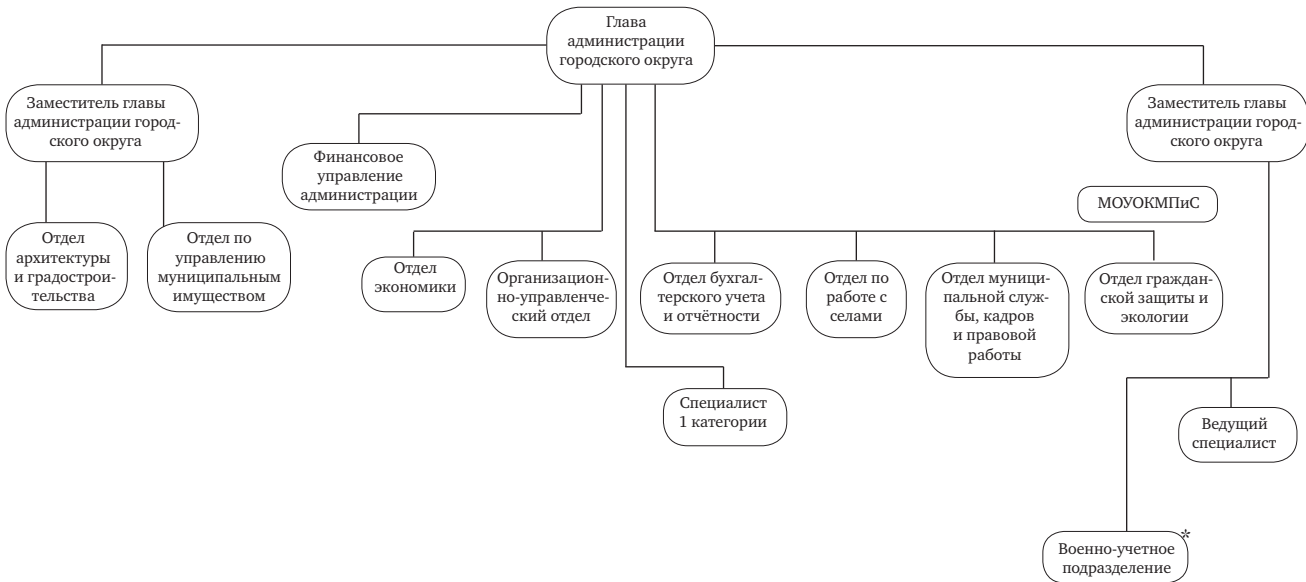 Глава
администрации
городского округа
Заместитель главы
администрации город-
ского округа
Заместитель главы
администрации город-
ского округа
Финансовое
управление
администрации
МОУОКМПиС
Отдел
архитектуры
и градострои-
тельства
Отдел по
управлению
муниципальным
имуществом
Отдел
экономики
Организацион-
но-управленче-
ский отдел
Отдел бухгал-
терского учета
и отчётности
Отдел по
работе с
селами
Отдел муници-
пальной служ-
бы, кадров
и правовой
работы
Отдел граждан-
ской защиты и
экологии
Специалист
1 категории
Ведущий
специалист
Военно-учетное
подразделение *